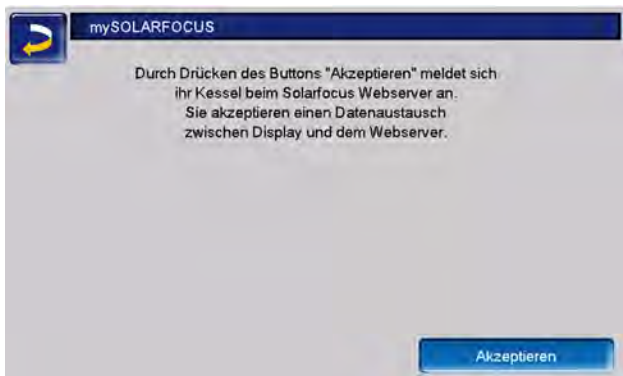 mySOLARFOCUS
Durch Drücken des Buttons "Akzeptieren" meldet sich
ihr Kessel beim Solarfocus Webserver an.
Sie akzeptieren einen Datenaustausch
zwischen Display und dem Webserver.
Akzeptieren